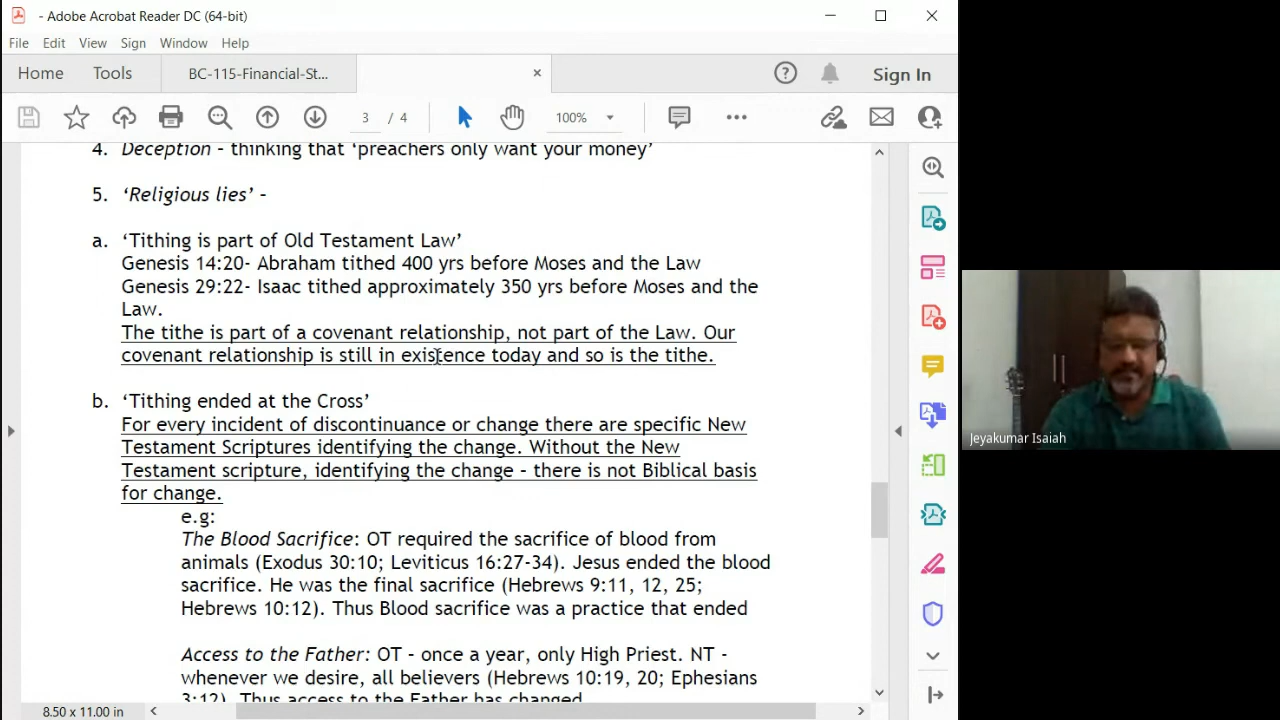 - Adobe Acrobat Reader DC (64-bit)
File Edit View Sign Window Help
Home Tools BC-115-Financial-St... Sign In
3 / 4 100%
4. Deception – thinking that ‘preachers only want your money’
5. ‘Religious lies’ –
a. ‘Tithing is part of Old Testament Law’
Genesis 14:20- Abraham tithed 400 yrs before Moses and the Law
Genesis 29:22- Isaac tithed approximately 350 yrs before Moses and the
Law.
The tithe is part of a covenant relationship, not part of the Law. Our
covenant relationship is still in existence today and so is the tithe.
b. ‘Tithing ended at the Cross’
For every incident of discontinuance or change there are specific New
Testament Scriptures identifying the change. Without the New
Testament scripture, identifying the change – there is not Biblical basis
for change.
e.g:
The Blood Sacrifice: OT required the sacrifice of blood from
animals (Exodus 30:10; Leviticus 16:27-34). Jesus ended the blood
sacrifice. He was the final sacrifice (Hebrews 9:11, 12, 25;
Hebrews 10:12). Thus Blood sacrifice was a practice that ended
Access to the Father: OT – once a year, only High Priest. NT –
whenever we desire, all believers (Hebrews 10:19, 20; Ephesians
3:12). Thus access to the Father has changed
8.50 x 11.00 in
Jeyakumar Isaiah